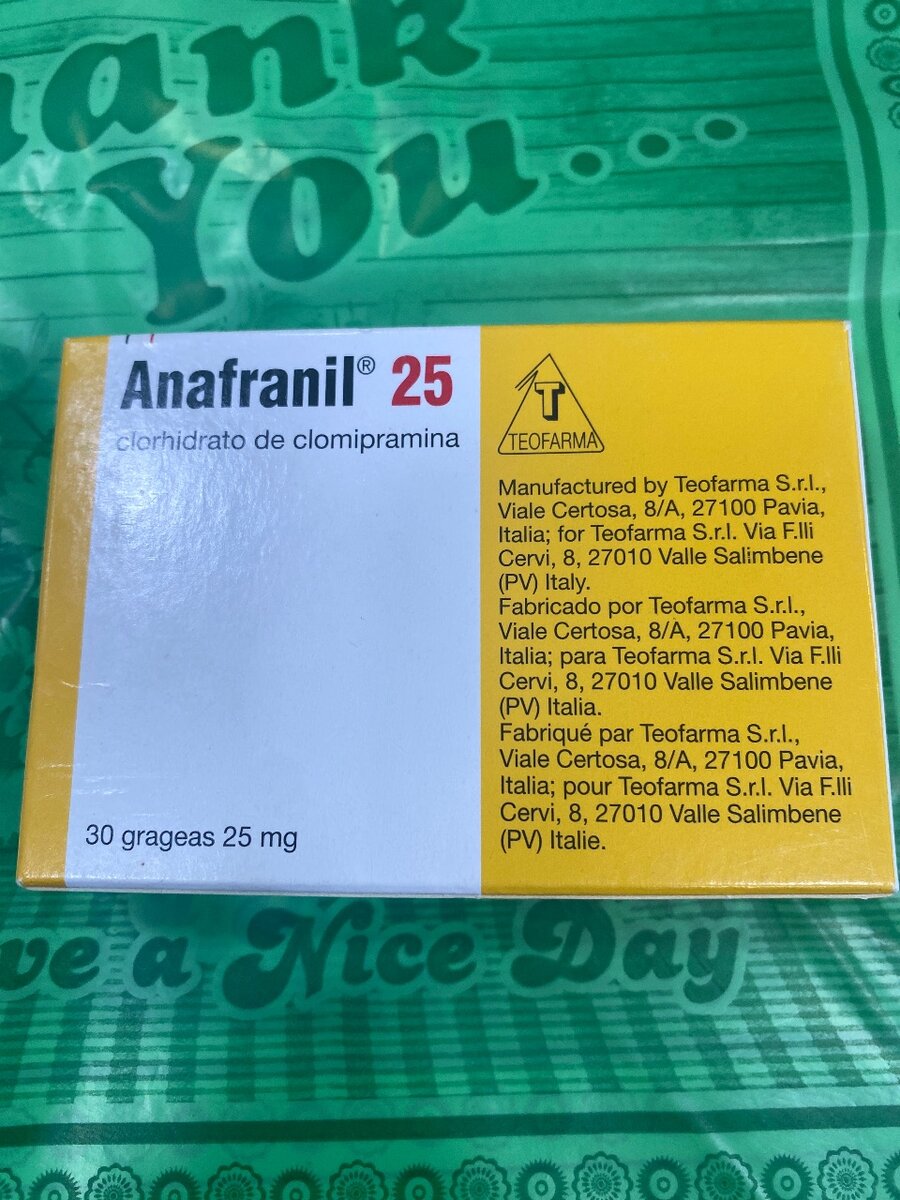 hank
You...
Anafranil® 25
clorhidrato de clomipramina
30 grageas 25 mg
T
TEOFARMA
Manufactured by Teofarma S.r.l.,
Viale Certosa, 8/A, 27100 Pavia,
Italia; for Teofarma S.r.l. Via F.lli
Cervi, 8, 27010 Valle Salimbene
(PV) Italy.
Fabricado por Teofarma S.r.l.,
Viale Certosa, 8/A, 27100 Pavia,
Italia; para Teofarma S.r.l. Via F.lli
Cervi, 8, 27010 Valle Salimbene
(PV) Italia.
Fabriqué par Teofarma S.r.l.,
Viale Certosa, 8/A, 27100 Pavia,
Italia; pour Teofarma S.r.l. Via F.lli
Cervi, 8, 27010 Valle Salimbene
(PV) Italie.
ve a Nice Day